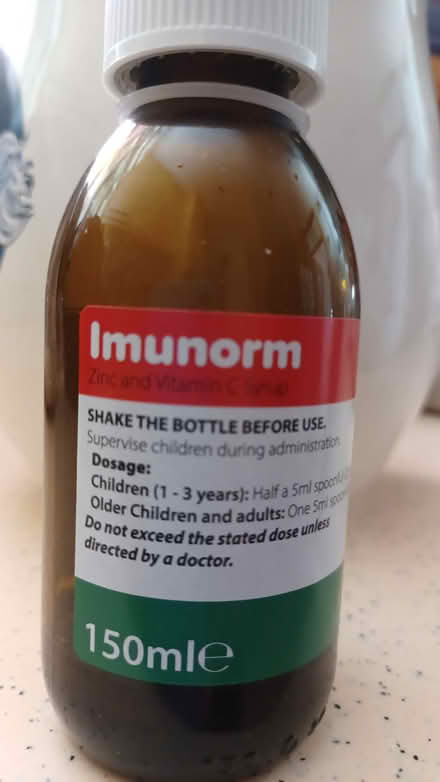 Imunorm
Zinc and Vitamin C Syrup
SHAKE THE BOTTLE BEFORE USE.
Supervise children during administration.
Dosage:
Children (1 - 3 years): Half a 5ml spoonful
Older Children and adults: One 5ml
Do not exceed the stated dose unless
directed by a doctor.
150ml℮